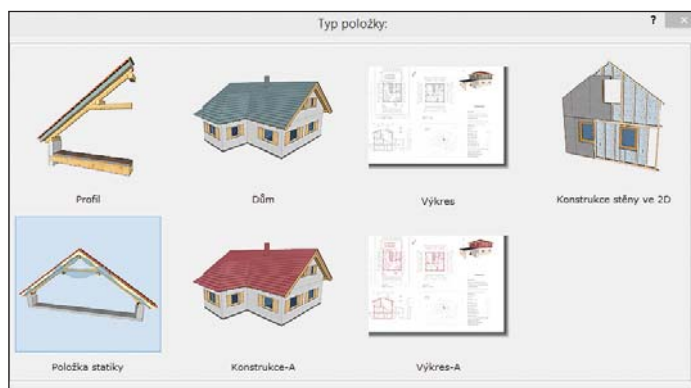 Typ položky:
?
Profil
Dům
Výkres
Konstrukce stěny ve 2D
Položka statiky
Konstrukce-A
Výkres-A